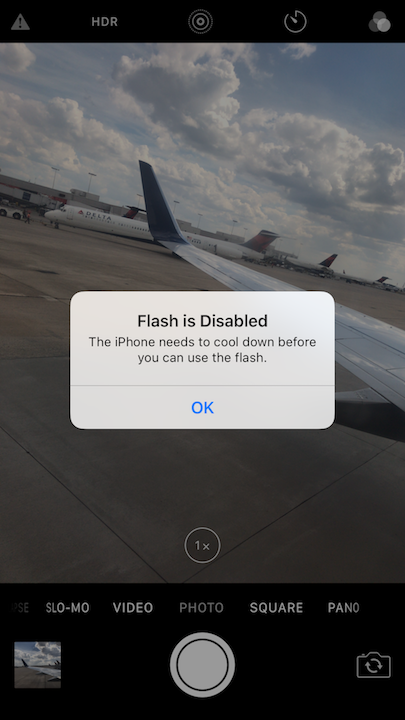 HDR
DELTA
Flash is Disabled
The iPhone needs to cool down before
you can use the flash.
OK
1×
PSE SLO-MO VIDEO PHOTO SQUARE PANO